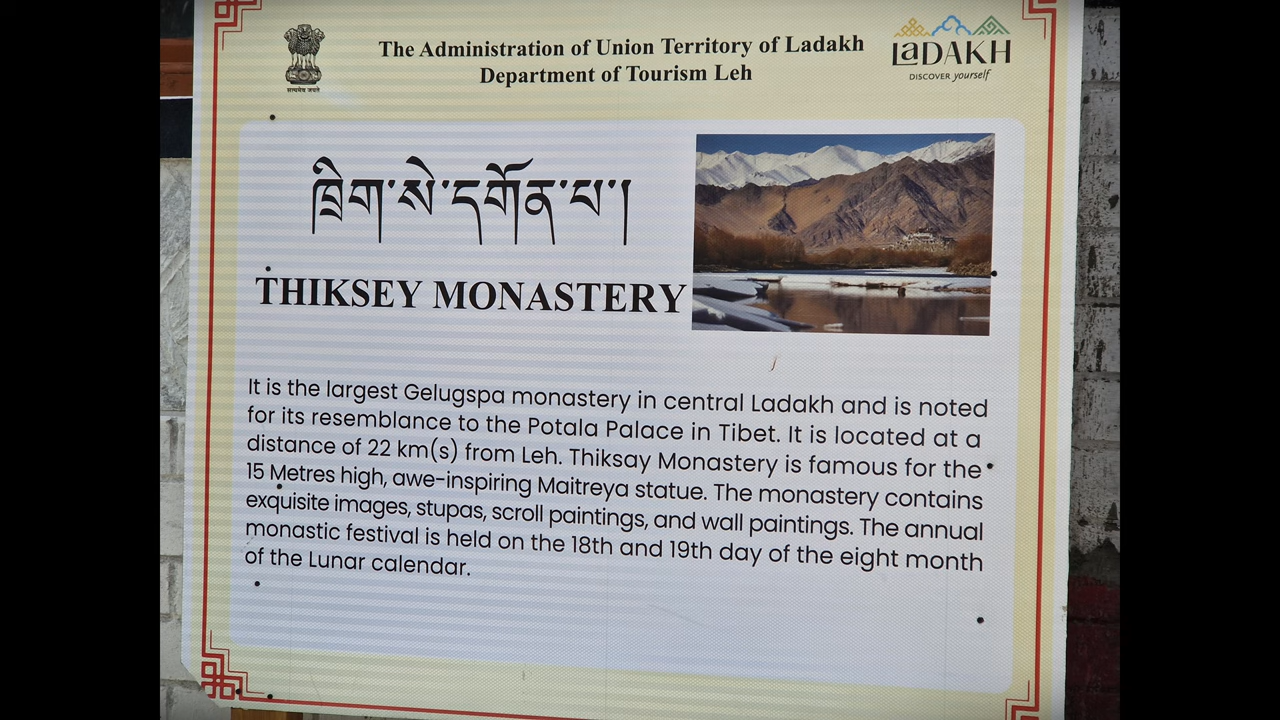 The Administration of Union Territory of Ladakh
Department of Tourism Leh
सत्यमेव जयते
LaDAKH
DISCOVER yourself
ཁྲིག་སེ་དགོན་པ་།
THIKSEY MONASTERY
It is the largest Gelugspa monastery in central Ladakh and is noted
for its resemblance to the Potala Palace in Tibet. It is located at a
distance of 22 km(s) from Leh. Thiksay Monastery is famous for the
15 Metres high, awe-inspiring Maitreya statue. The monastery contains
exquisite images, stupas, scroll paintings, and wall paintings. The annual
monastic festival is held on the 18th and 19th day of the eight month
of the Lunar calendar.